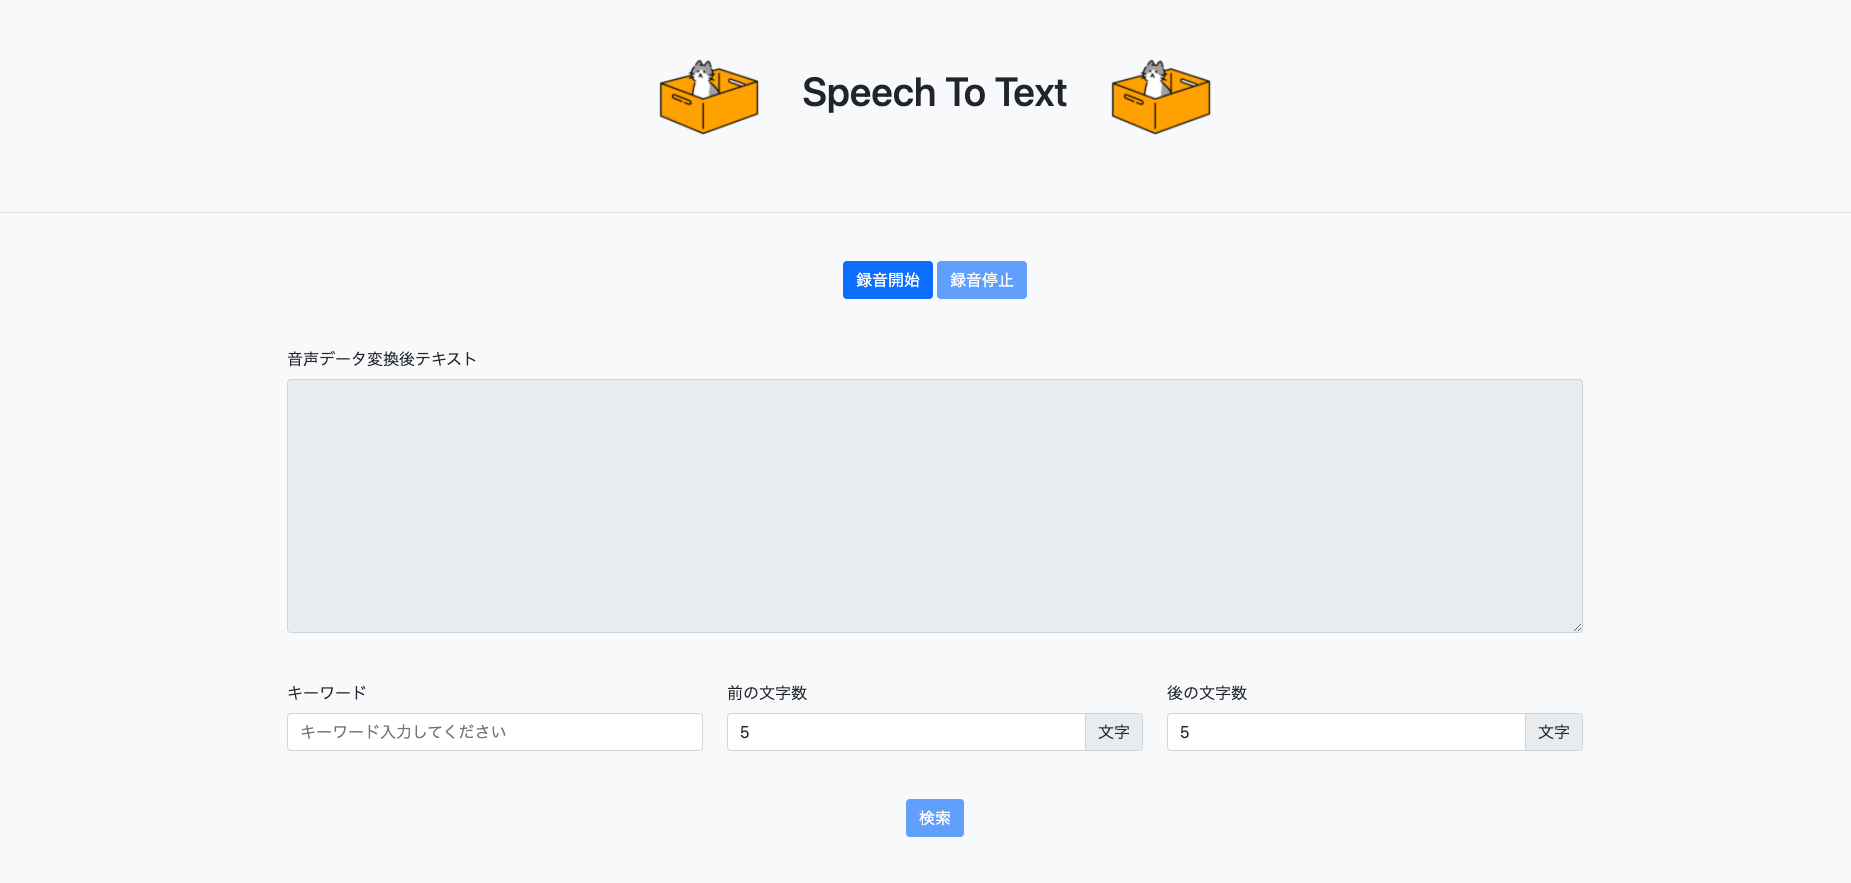 Speech To Text
録音開始 録音停止
音声データ変換後テキスト
キーワード 前の文字数 後の文字数
キーワード入力してください 5 文字 5 文字
検索